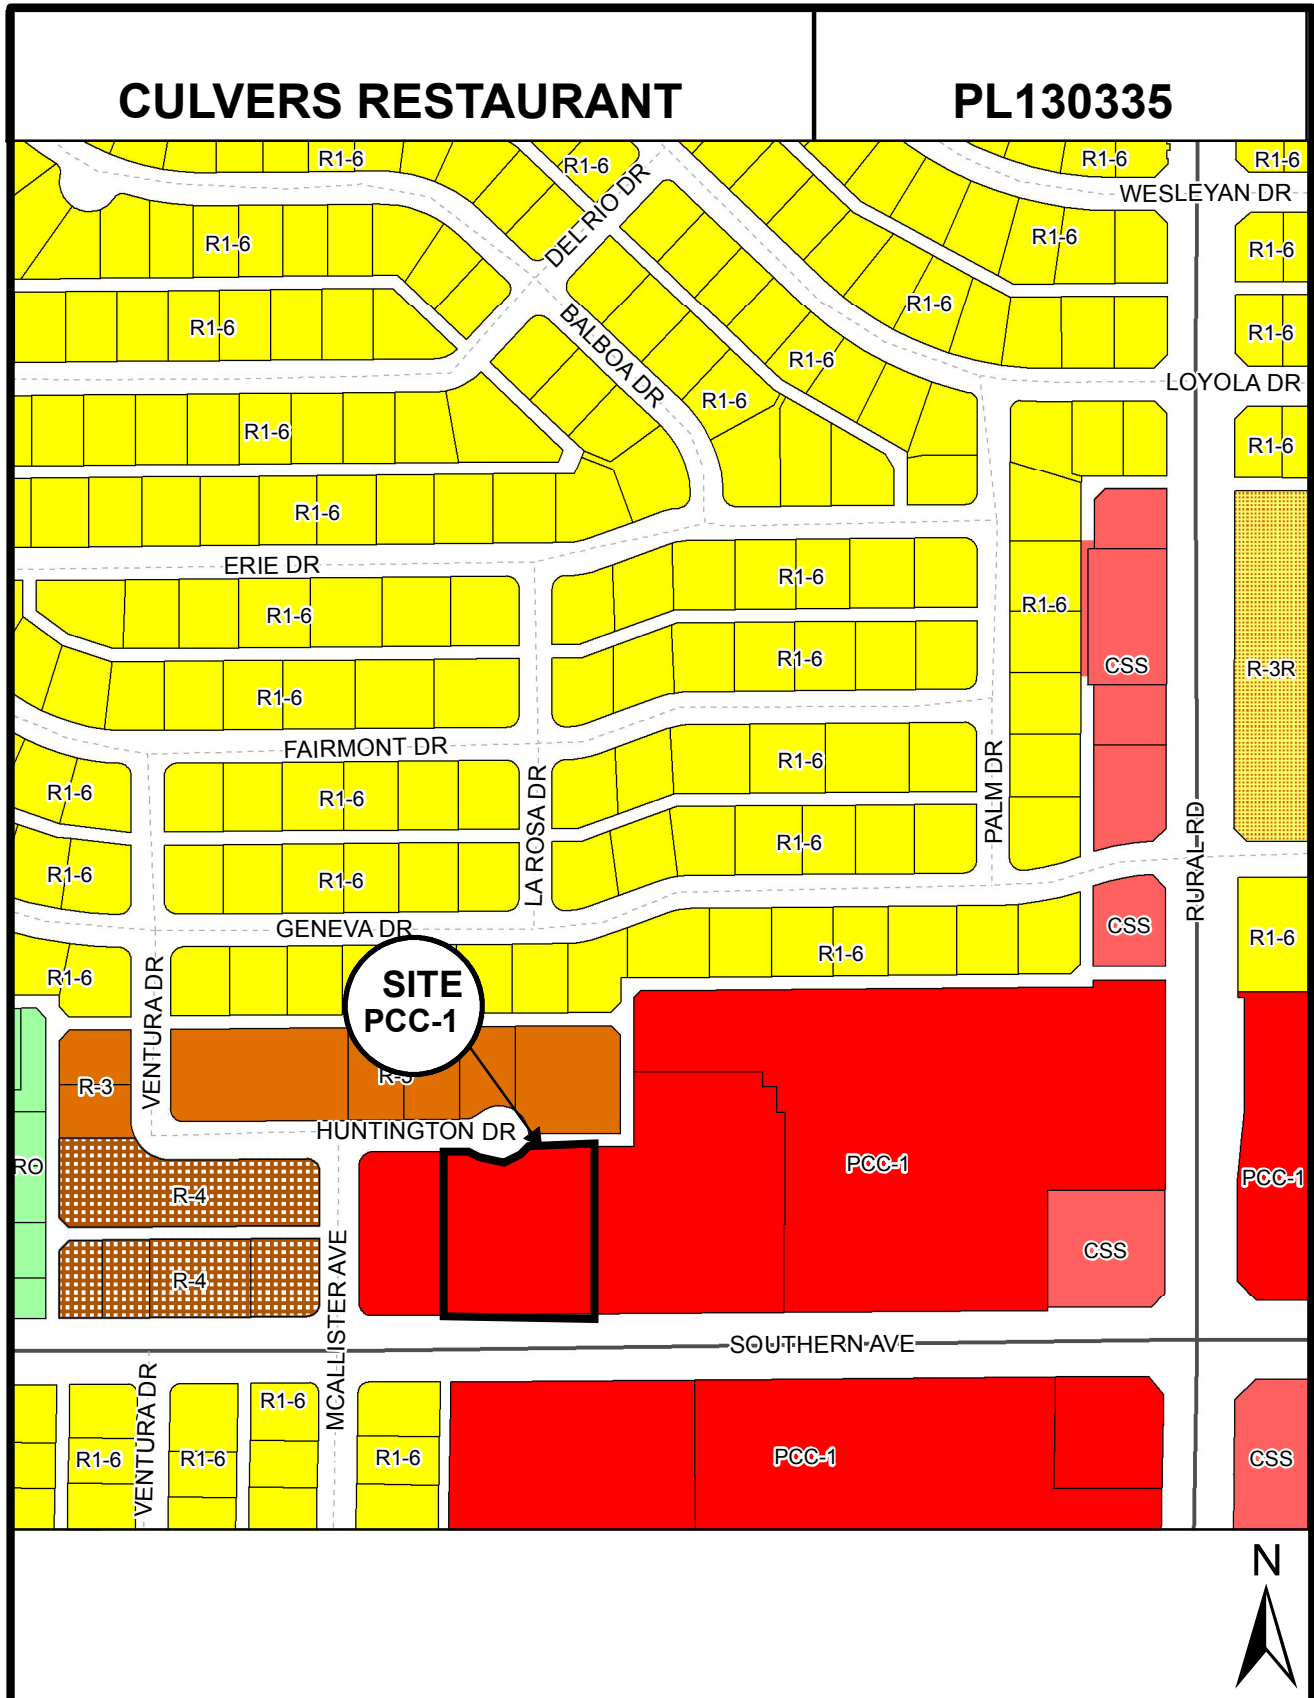 CULVERS RESTAURANT
PL130335
R1-6
R1-6
R1-6
R1-6
WESLEYAN DR
DEL RIO DR
R1-6
R1-6
R1-6
R1-6
R1-6
R1-6
BALBOA DR
R1-6
R1-6
LOYOLA DR
R1-6
R1-6
R1-6
R1-6
ERIE DR
R1-6
R1-6
R1-6
R1-6
CSS
R-3R
R1-6
FAIRMONT DR
R1-6
R1-6
R1-6
LA ROSA DR
PALM DR
RURAL RD
R1-6
R1-6
R1-6
GENEVA DR
CSS
R1-6
R1-6
R1-6
VENTURA DR
SITE
PCC-1
R-3
R-3
HUNTINGTON DR
RO
R-4
PCC-1
PCC-1
R-4
CSS
MCALLISTER AVE
SOUTHERN AVE
VENTURA DR
R1-6
R1-6
R1-6
R1-6
PCC-1
CSS
N